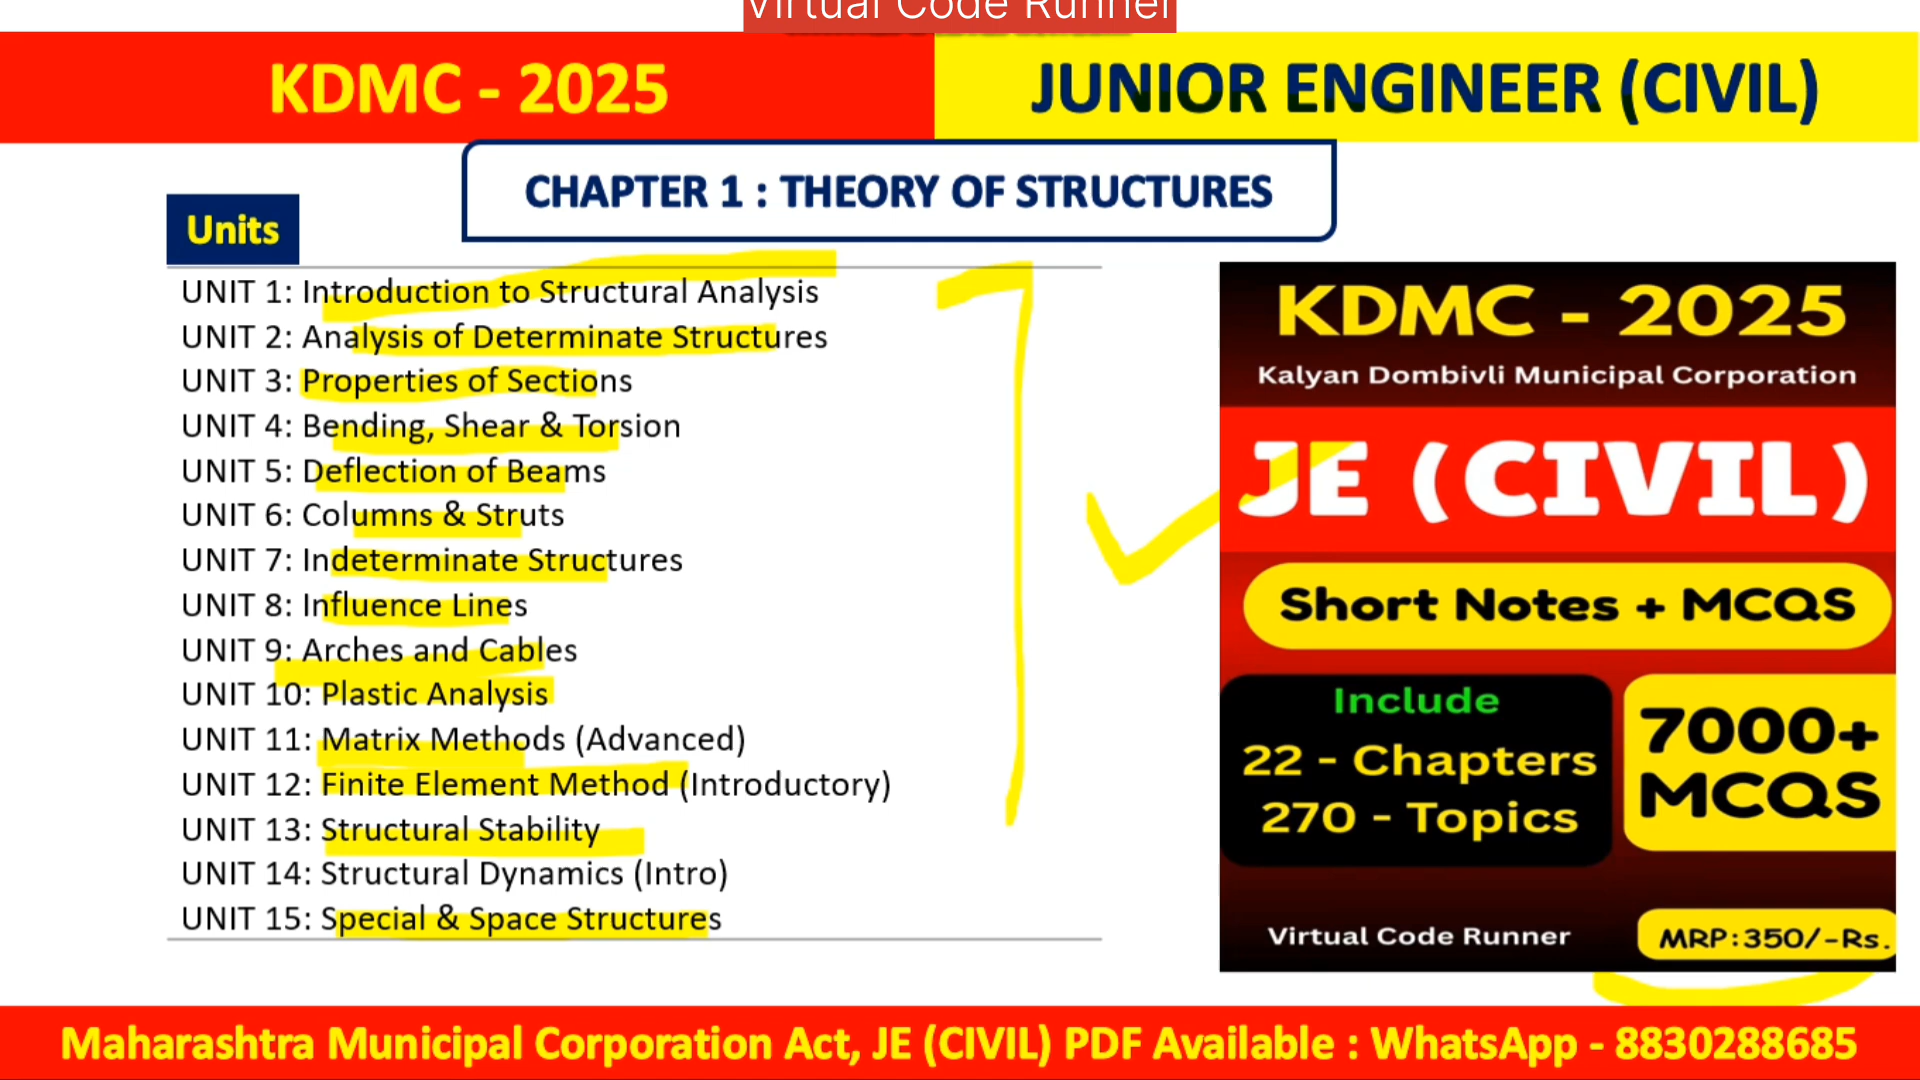 Virtual Code Runner
KDMC - 2025
JUNIOR ENGINEER (CIVIL)
CHAPTER 1 : THEORY OF STRUCTURES
Units
UNIT 1: Introduction to Structural Analysis
UNIT 2: Analysis of Determinate Structures
UNIT 3: Properties of Sections
UNIT 4: Bending, Shear & Torsion
UNIT 5: Deflection of Beams
UNIT 6: Columns & Struts
UNIT 7: Indeterminate Structures
UNIT 8: Influence Lines
UNIT 9: Arches and Cables
UNIT 10: Plastic Analysis
UNIT 11: Matrix Methods (Advanced)
UNIT 12: Finite Element Method (Introductory)
UNIT 13: Structural Stability
UNIT 14: Structural Dynamics (Intro)
UNIT 15: Special & Space Structures
KDMC - 2025
Kalyan Dombivli Municipal Corporation
JE (CIVIL)
Short Notes + MCQS
Include
22 - Chapters
270 - Topics
7000+
MCQS
Virtual Code Runner
MRP:350/-Rs.
Maharashtra Municipal Corporation Act, JE (CIVIL) PDF Available : WhatsApp - 8830288685